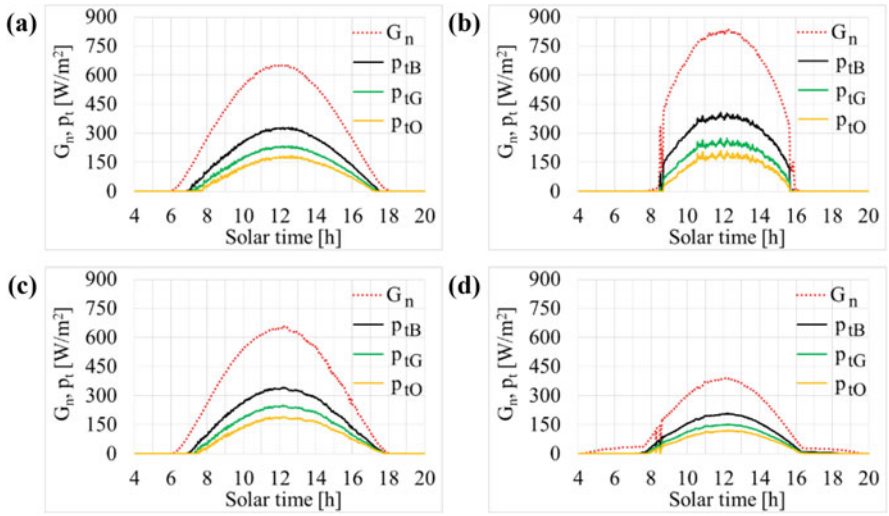 (a)
900
750
600
450
300
150
0
Gn, pt [W/m²]
4 6 8 10 12 14 16 18 20
Solar time [h]
Gn
ptB
ptG
ptO
(b)
900
750
600
450
300
150
0
Gn, pt [W/m²]
4 6 8 10 12 14 16 18 20
Solar time [h]
Gn
ptB
ptG
ptO
(c)
900
750
600
450
300
150
0
Gn, pt [W/m²]
4 6 8 10 12 14 16 18 20
Solar time [h]
Gn
ptB
ptG
ptO
(d)
900
750
600
450
300
150
0
Gn, pt [W/m²]
4 6 8 10 12 14 16 18 20
Solar time [h]
Gn
ptB
ptG
ptO